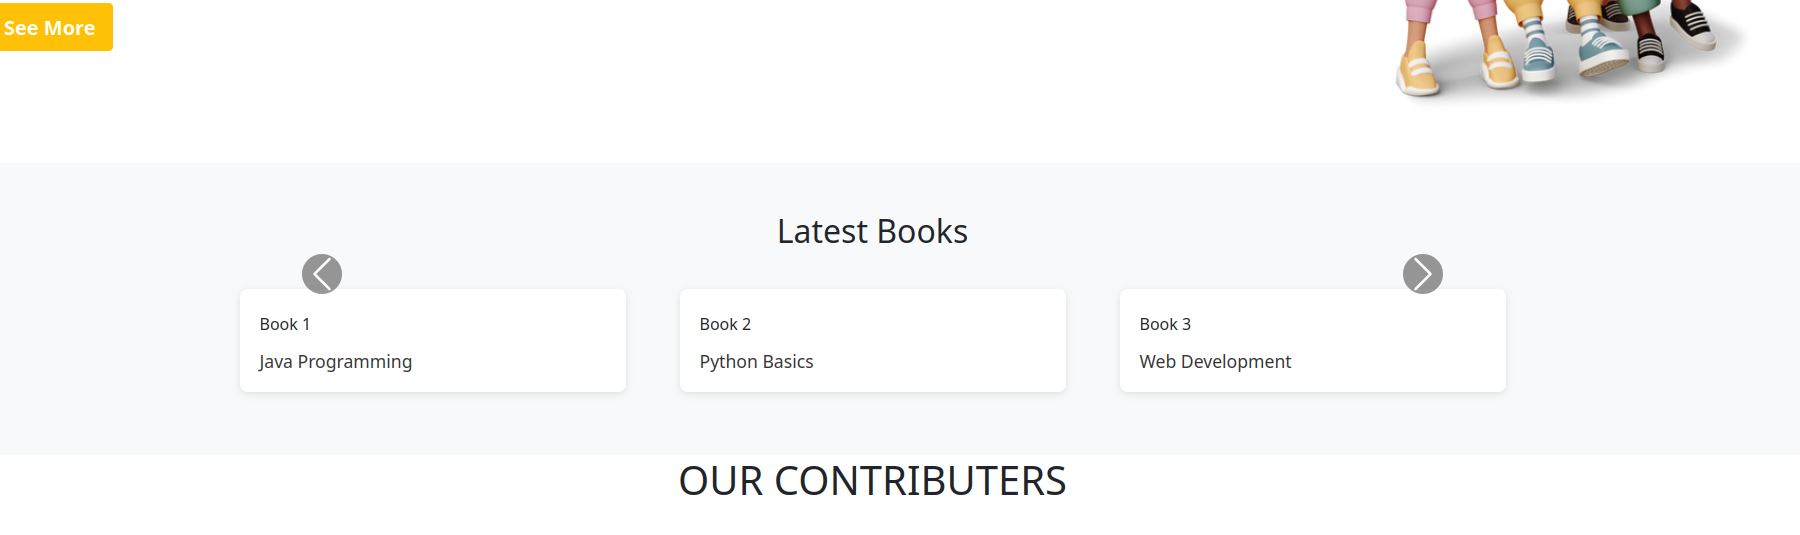 See More
Latest Books
Book 1
Java Programming
Book 2
Python Basics
Book 3
Web Development
OUR CONTRIBUTERS